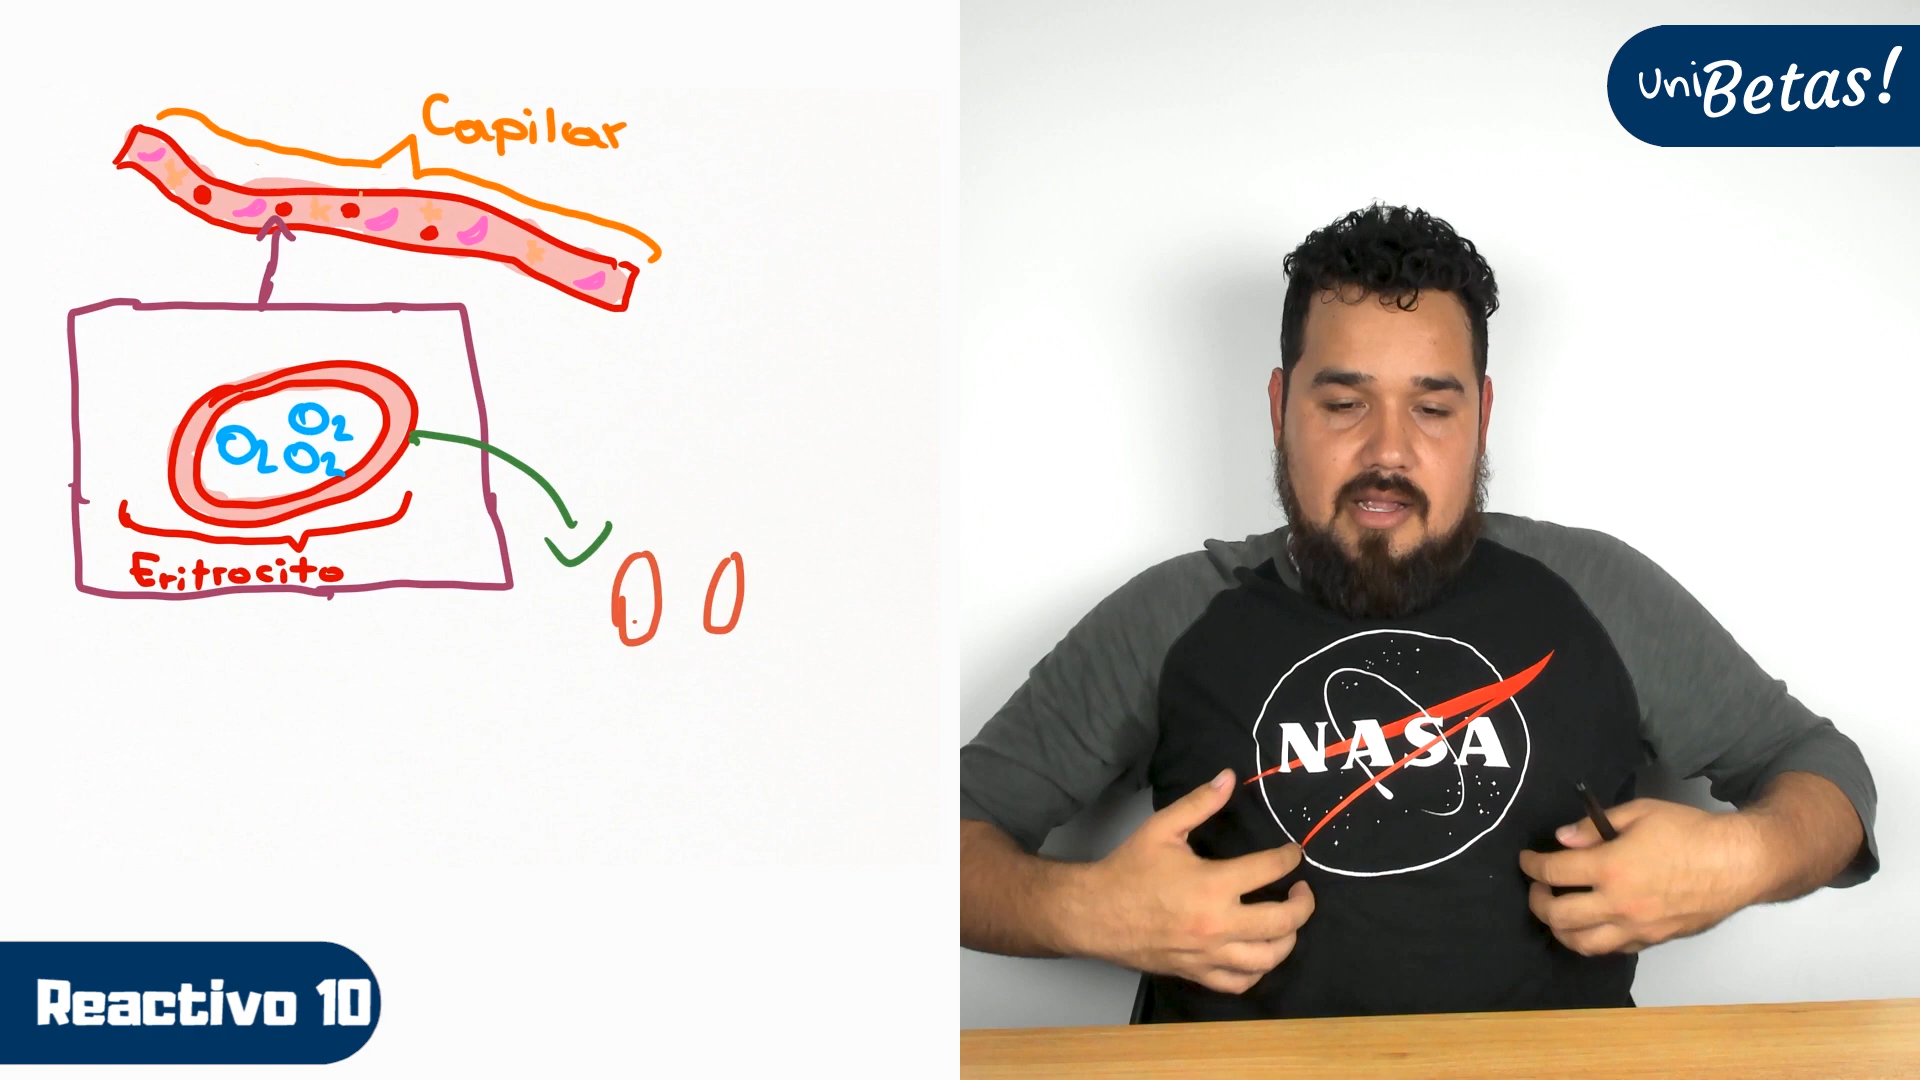 Capilar
O2
O2
O2
Eritrocito
Reactivo 10
uniBetas!
NASA